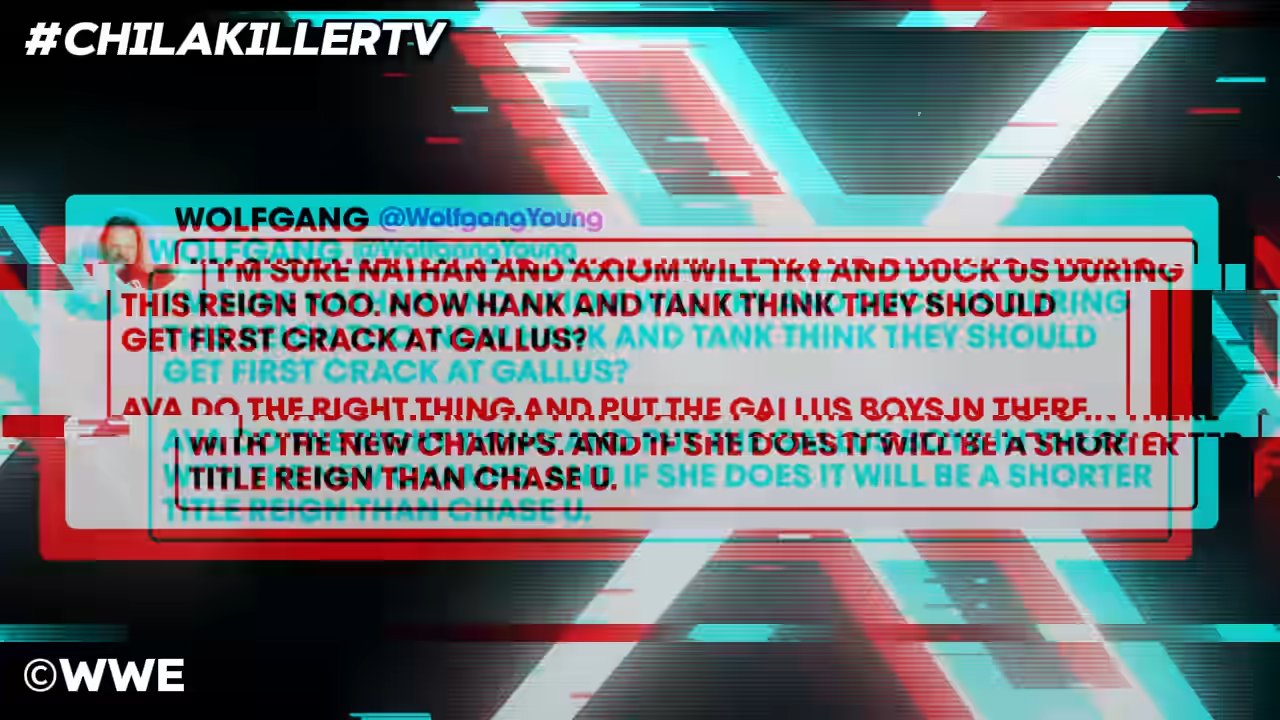 #CHILAKILLERTV
WOLFGANG @WolfgangYoung
I'M SURE NATHAN AND AXIOM WILL TRY AND DUCK US DURING
THIS REIGN TOO. NOW HANK AND TANK THINK THEY SHOULD
GET FIRST CRACK AT GALLUS?
AVA DO THE RIGHT THING AND PUT THE GALLUS BOYS IN THERE
WITH THE NEW CHAMPS. AND IF SHE DOES IT WILL BE A SHORTER
TITLE REIGN THAN CHASE U.
©WWE